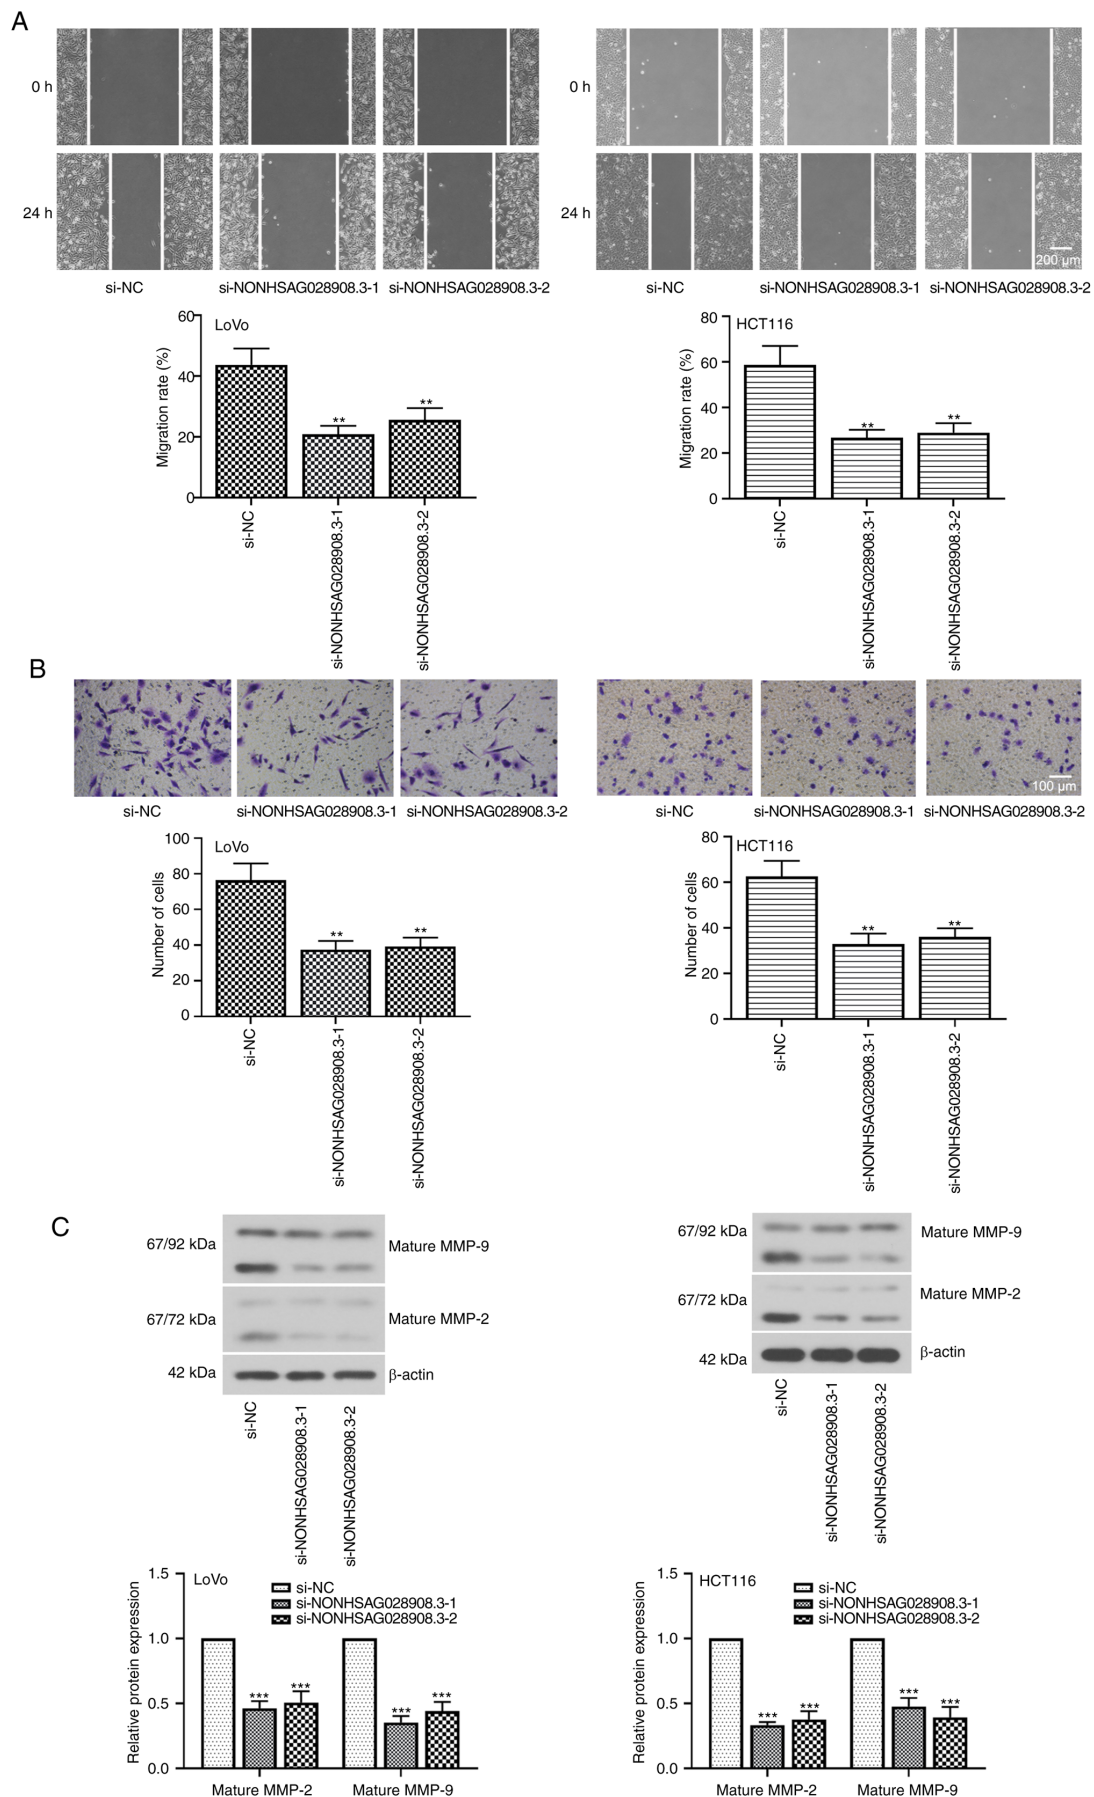 A
0 h
0 h
24 h
24 h
200 µm
si-NC
si-NONHSAG028908.3-1
si-NONHSAG028908.3-2
si-NC
si-NONHSAG028908.3-1
si-NONHSAG028908.3-2
LoVo
Migration rate (%)
60
40
20
0
si-NC
si-NONHSAG028908.3-1
si-NONHSAG028908.3-2
**
**
HCT116
Migration rate (%)
80
60
40
20
0
si-NC
si-NONHSAG028908.3-1
si-NONHSAG028908.3-2
**
**
B
100 µm
si-NC
si-NONHSAG028908.3-1
si-NONHSAG028908.3-2
si-NC
si-NONHSAG028908.3-1
si-NONHSAG028908.3-2
LoVo
Number of cells
100
80
60
40
20
0
si-NC
si-NONHSAG028908.3-1
si-NONHSAG028908.3-2
**
**
HCT116
Number of cells
80
60
40
20
0
si-NC
si-NONHSAG028908.3-1
si-NONHSAG028908.3-2
**
**
C
67/92 kDa
Mature MMP-9
67/72 kDa
Mature MMP-2
42 kDa
β-actin
si-NC
si-NONHSAG028908.3-1
si-NONHSAG028908.3-2
67/92 kDa
Mature MMP-9
67/72 kDa
Mature MMP-2
42 kDa
β-actin
si-NC
si-NONHSAG028908.3-1
si-NONHSAG028908.3-2
LoVo
si-NC
si-NONHSAG028908.3-1
si-NONHSAG028908.3-2
Relative protein expression
1.5
1.0
0.5
0.0
***
***
***
***
Mature MMP-2
Mature MMP-9
HCT116
si-NC
si-NONHSAG028908.3-1
si-NONHSAG028908.3-2
Relative protein expression
1.5
1.0
0.5
0.0
***
***
***
***
Mature MMP-2
Mature MMP-9